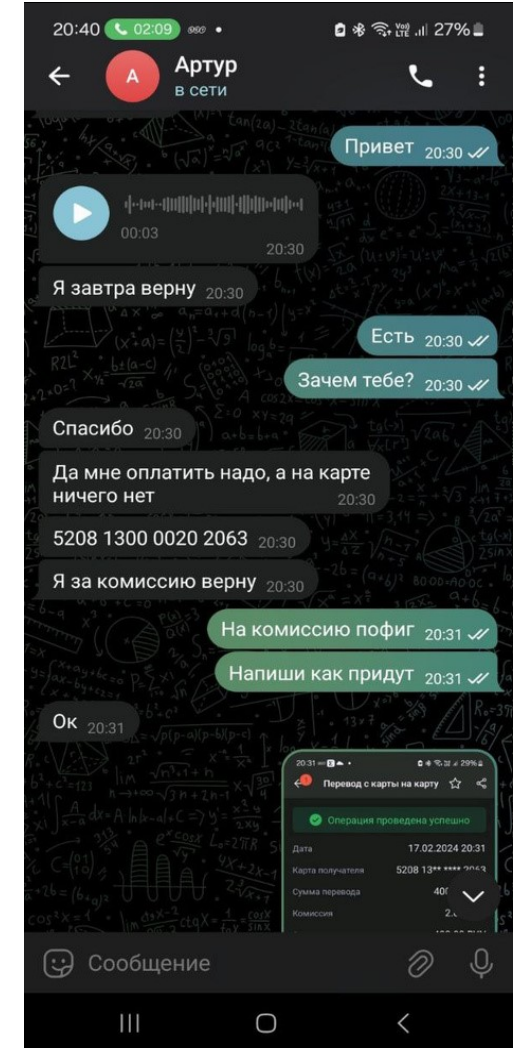 20:40 02:09 27%
А Артур
в сети
Привет 20:30
00:03 20:30
Я завтра верну 20:30
Есть 20:30
Зачем тебе? 20:30
Спасибо 20:30
Да мне оплатить надо, а на карте
ничего нет 20:30
5208 1300 0020 2063 20:30
Я за комиссию верну 20:30
На комиссию пофиг 20:31
Напиши как придут 20:31
Ок 20:31
20:31 29%
Перевод с карты на карту
Операция проведена успешно
Дата 17.02.2024 20:31
Карта получателя 5208 13** **** 2063
Сумма перевода
Комиссия
Сообщение